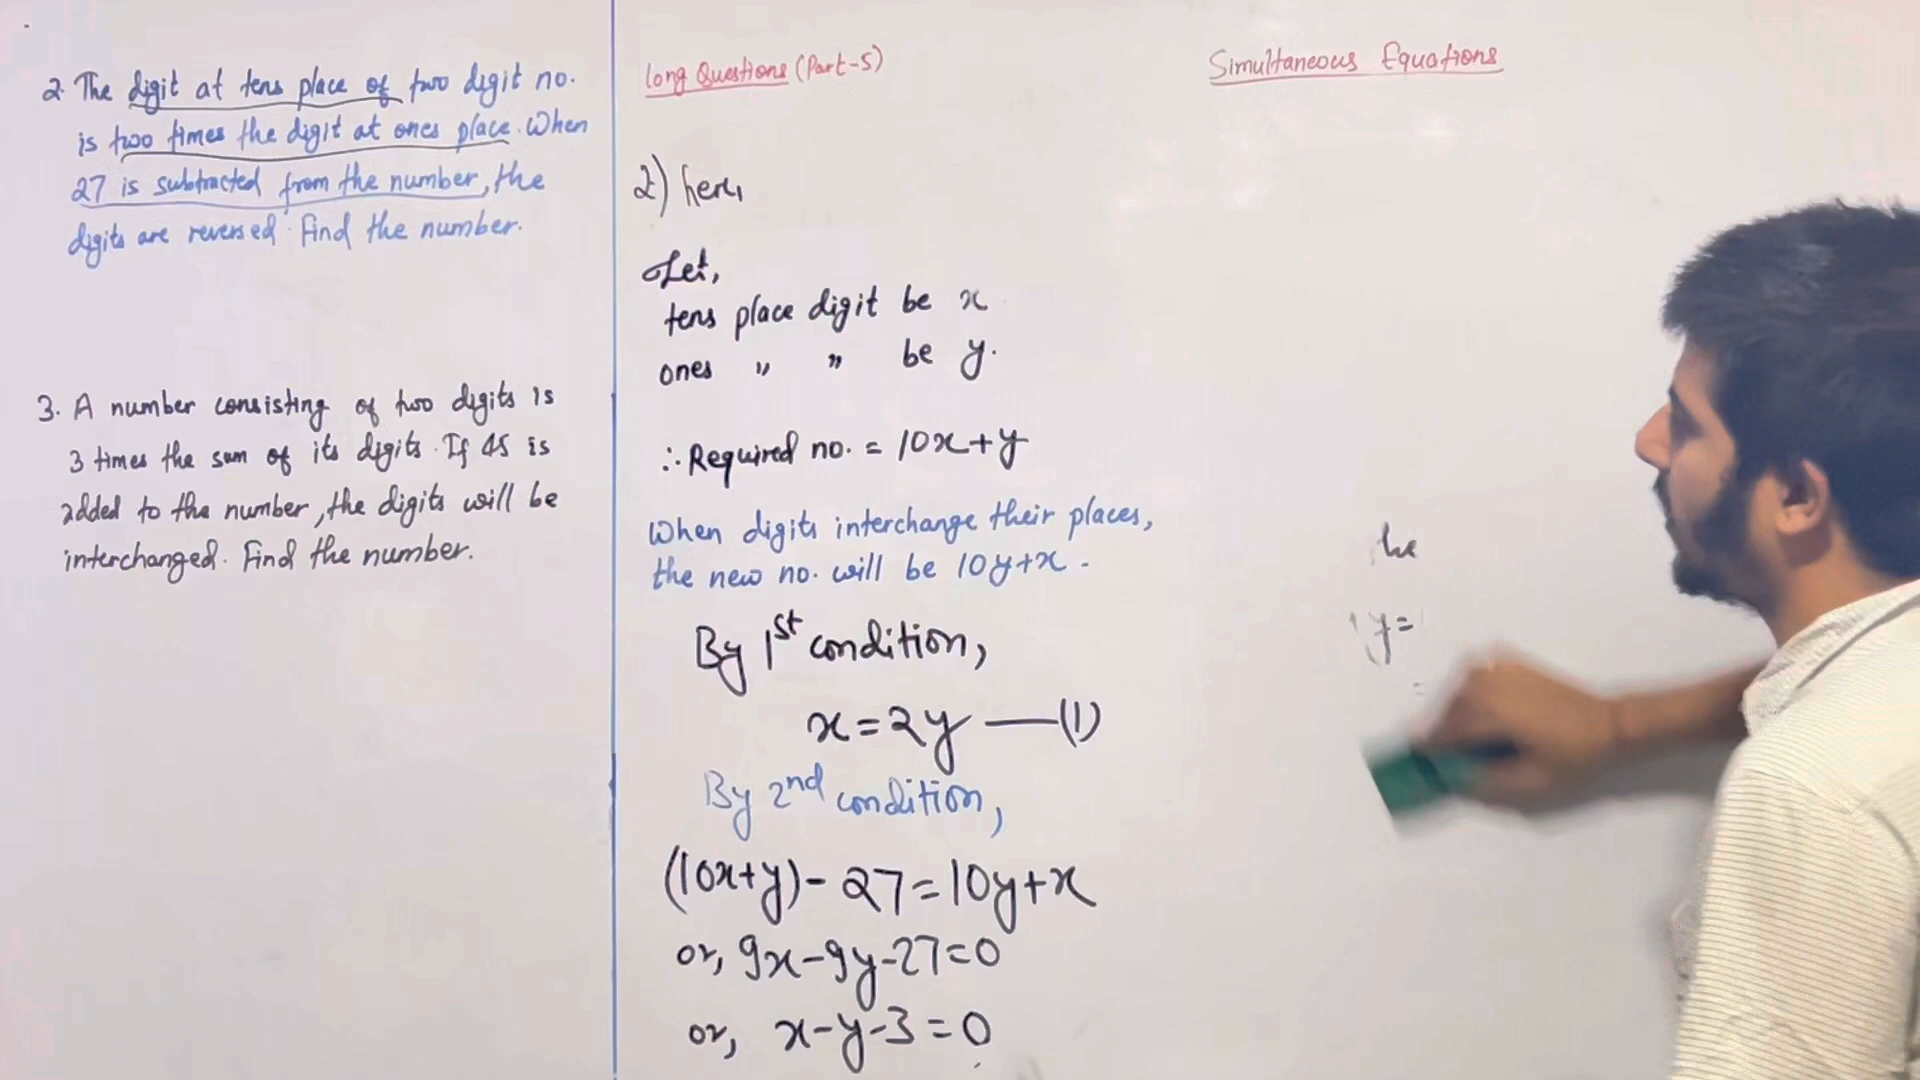 2. The digit at tens place of two digit no.
is two times the digit at ones place. When
27 is subtracted from the number, the
digits are reversed. Find the number.
3. A number consisting of two digits is
3 times the sum of its digits. If 45 is
added to the number, the digits will be
interchanged. Find the number.
Long Questions (Part-5)
2) here,
Let,
tens place digit be x
ones " " be y.
∴ Required no. = 10x+y
When digits interchange their places,
the new no. will be 10y+x.
By 1st condition,
x=2y —(1)
By 2nd condition,
(10x+y)-27=10y+x
or, 9x-9y-27=0
or, x-y-3=0
Simultaneous Equations
y=
=